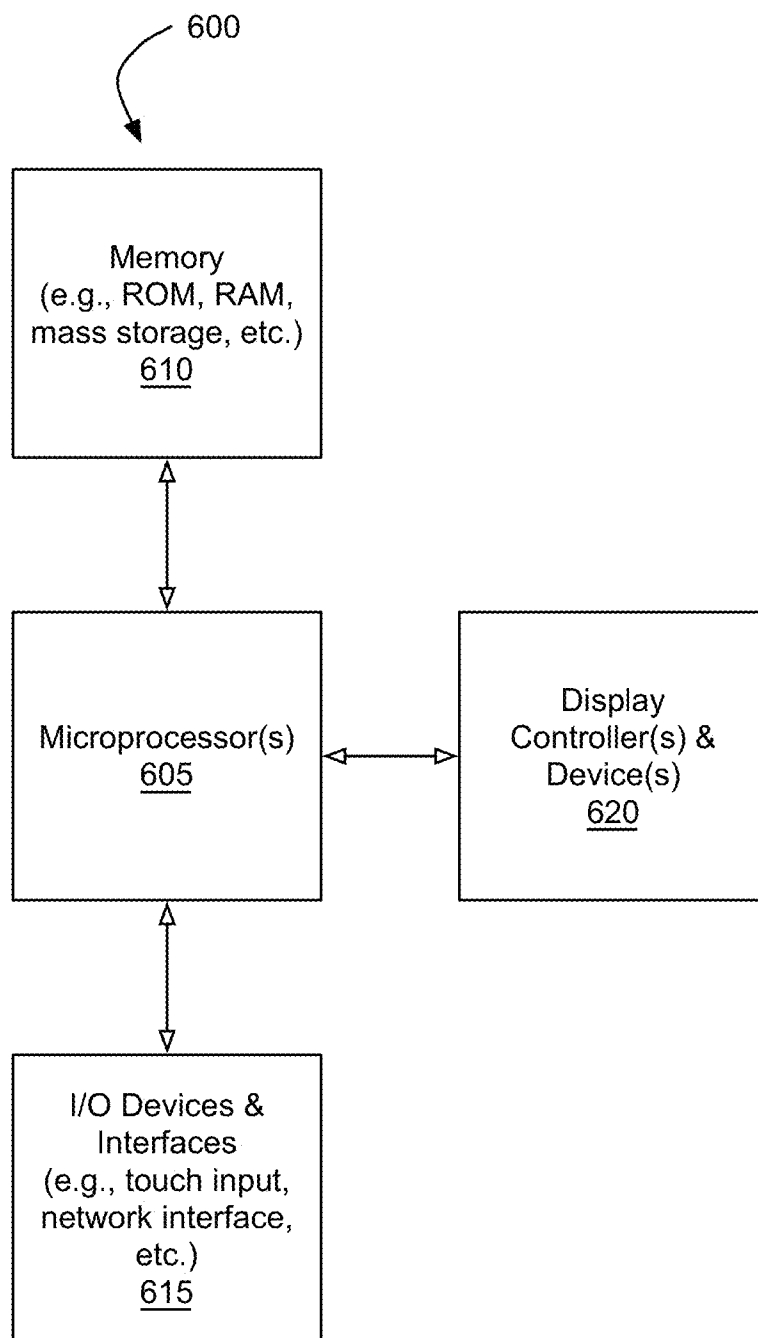 600
Memory
(e.g., ROM, RAM,
mass storage, etc.)
610
Microprocessor(s)
605
Display
Controller(s) &
Device(s)
620
I/O Devices &
Interfaces
(e.g., touch input,
network interface,
etc.)
615